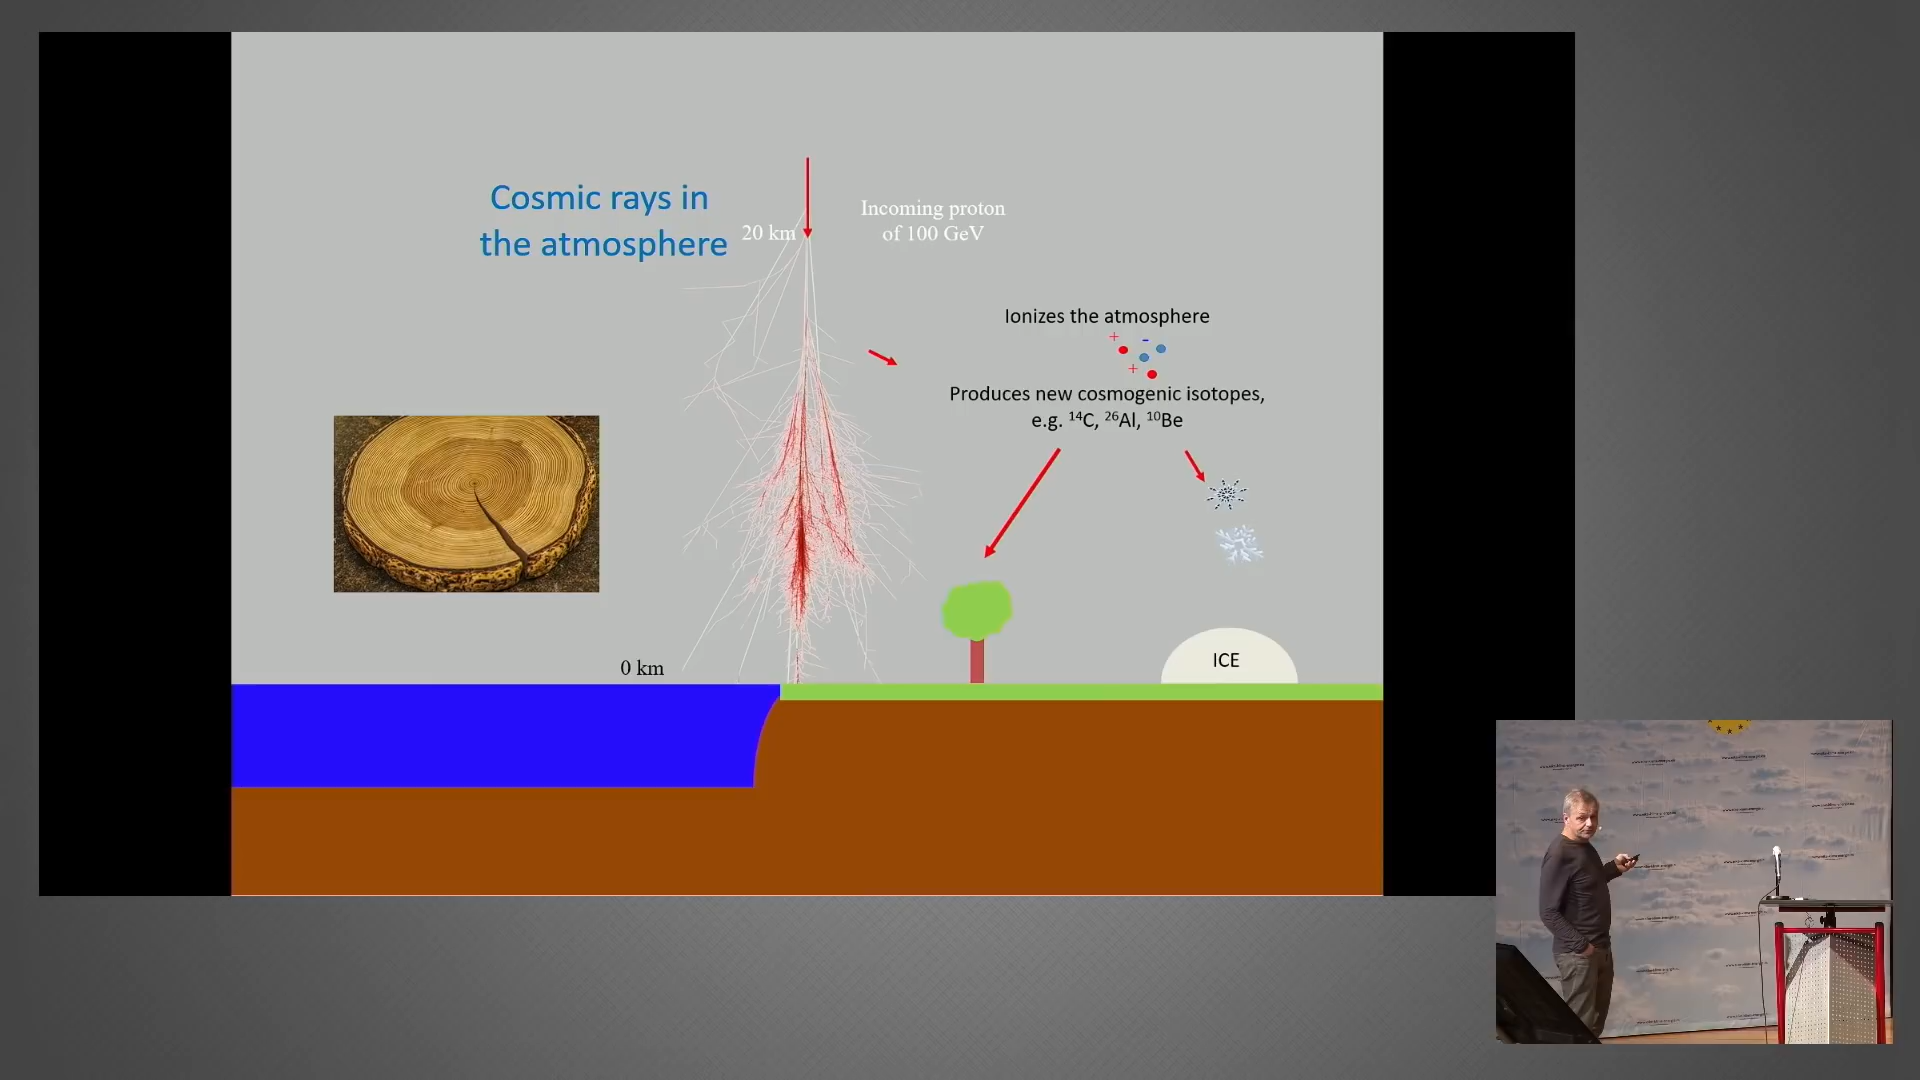 Cosmic rays in
the atmosphere
20 km
Incoming proton
of 100 GeV
Ionizes the atmosphere
+
-
+
Produces new cosmogenic isotopes,
e.g. ¹⁴C, ²⁶Al, ¹⁰Be
ICE
0 km